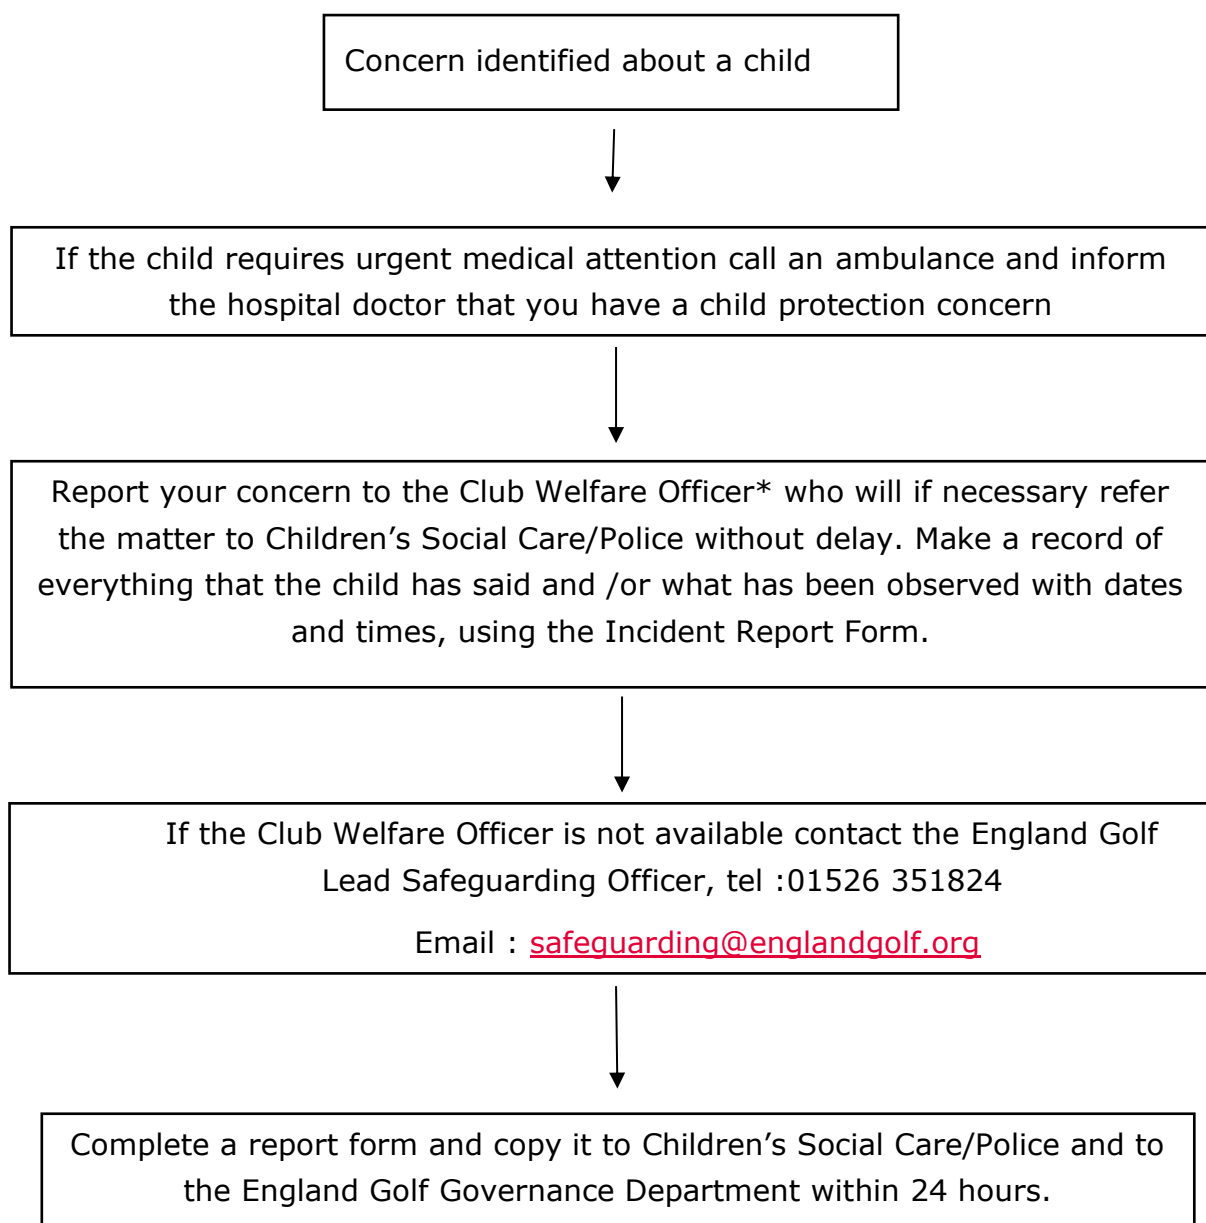 Concern identified about a child
If the child requires urgent medical attention call an ambulance and inform
the hospital doctor that you have a child protection concern
Report your concern to the Club Welfare Officer* who will if necessary refer
the matter to Children’s Social Care/Police without delay. Make a record of
everything that the child has said and /or what has been observed with dates
and times, using the Incident Report Form.
If the Club Welfare Officer is not available contact the England Golf
Lead Safeguarding Officer, tel :01526 351824
Email : safeguarding@englandgolf.org
Complete a report form and copy it to Children’s Social Care/Police and to
the England Golf Governance Department within 24 hours.